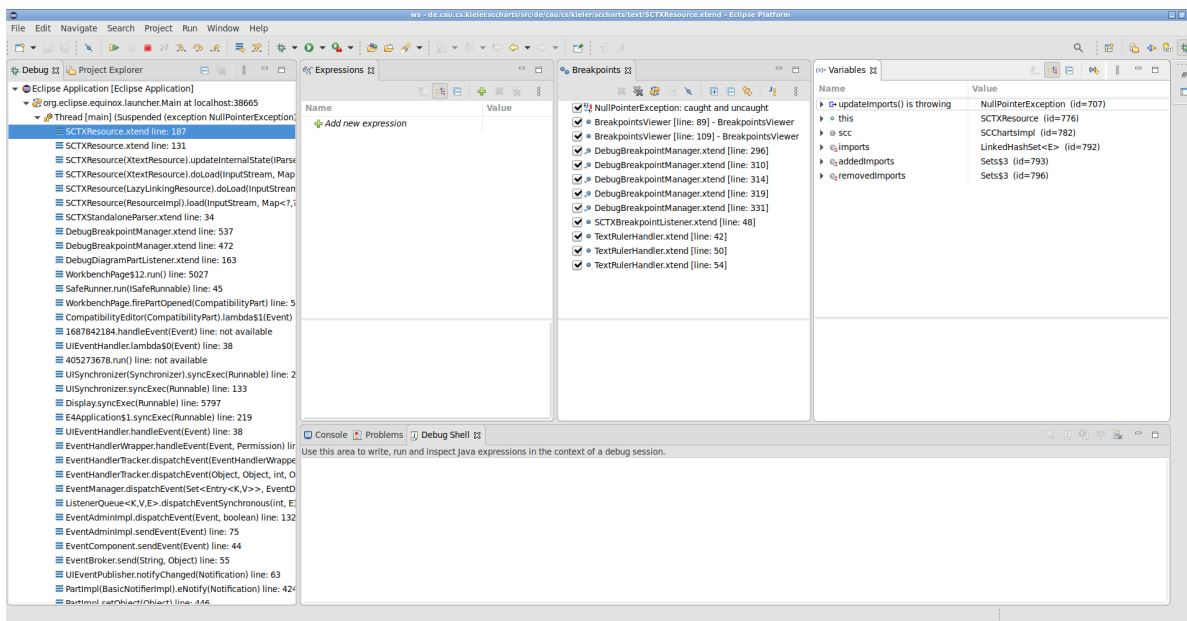 ws - de.cau.cs.kieler.sccharts/src/de/cau/cs/kieler/sccharts/text/SCTXResource.xtend - Eclipse Platform
File Edit Navigate Search Project Run Window Help
Debug Project Explorer
Eclipse Application [Eclipse Application]
org.eclipse.equinox.launcher.Main at localhost:38665
Thread [main] (Suspended (exception NullPointerException)
SCTXResource.xtend line: 187
SCTXResource.xtend line: 131
SCTXResource(XtextResource).updateInternalState(IParse
SCTXResource(XtextResource).doLoad(InputStream, Map
SCTXResource(LazyLinkingResource).doLoad(InputStream
SCTXResource(ResourceImpl).load(InputStream, Map<?,?
SCTXStandaloneParser.xtend line: 34
DebugBreakpointManager.xtend line: 537
DebugBreakpointManager.xtend line: 472
DebugDiagramPartListener.xtend line: 163
WorkbenchPage$12.run() line: 5027
SafeRunner.run(ISafeRunnable) line: 45
WorkbenchPage.firePartOpened(CompatibilityPart) line: 5
CompatibilityEditor(CompatibilityPart).lambda$1(Event)
1687842184.handleEvent(Event) line: not available
UIEventHandler.lambda$0(Event) line: 38
405273678.run() line: not available
UISynchronizer(Synchronizer).syncExec(Runnable) line: 2
UISynchronizer.syncExec(Runnable) line: 133
Display.syncExec(Runnable) line: 5797
E4Application$1.syncExec(Runnable) line: 219
UIEventHandler.handleEvent(Event) line: 38
EventHandlerWrapper.handleEvent(Event, Permission) lir
EventHandlerTracker.dispatchEvent(EventHandlerWrappe
EventHandlerTracker.dispatchEvent(Object, Object, int, O
EventManager.dispatchEvent(Set<Entry<K,V>>, EventD
ListenerQueue<K,V,E>.dispatchEventSynchronous(int, E)
EventAdminImpl.dispatchEvent(Event, boolean) line: 132
EventAdminImpl.sendEvent(Event) line: 75
EventComponent.sendEvent(Event) line: 44
EventBroker.send(String, Object) line: 55
UIEventPublisher.notifyChanged(Notification) line: 63
PartImpl(BasicNotifierImpl).eNotify(Notification) line: 424
PartImpl.setObject(Object) line: 446
Expressions
Name Value
Add new expression
Breakpoints
NullPointerException: caught and uncaught
BreakpointsViewer [line: 89] - BreakpointsViewer
BreakpointsViewer [line: 109] - BreakpointsViewer
DebugBreakpointManager.xtend [line: 296]
DebugBreakpointManager.xtend [line: 310]
DebugBreakpointManager.xtend [line: 314]
DebugBreakpointManager.xtend [line: 319]
DebugBreakpointManager.xtend [line: 331]
SCTXBreakpointListener.xtend [line: 48]
TextRulerHandler.xtend [line: 42]
TextRulerHandler.xtend [line: 50]
TextRulerHandler.xtend [line: 54]
(x)= Variables
Name Value
updateImports() is throwing NullPointerException (id=707)
this SCTXResource (id=776)
scc SCChartsImpl (id=782)
imports LinkedHashSet<E> (id=792)
addedImports Sets$3 (id=793)
removedImports Sets$3 (id=796)
Console Problems Debug Shell
Use this area to write, run and inspect Java expressions in the context of a debug session.